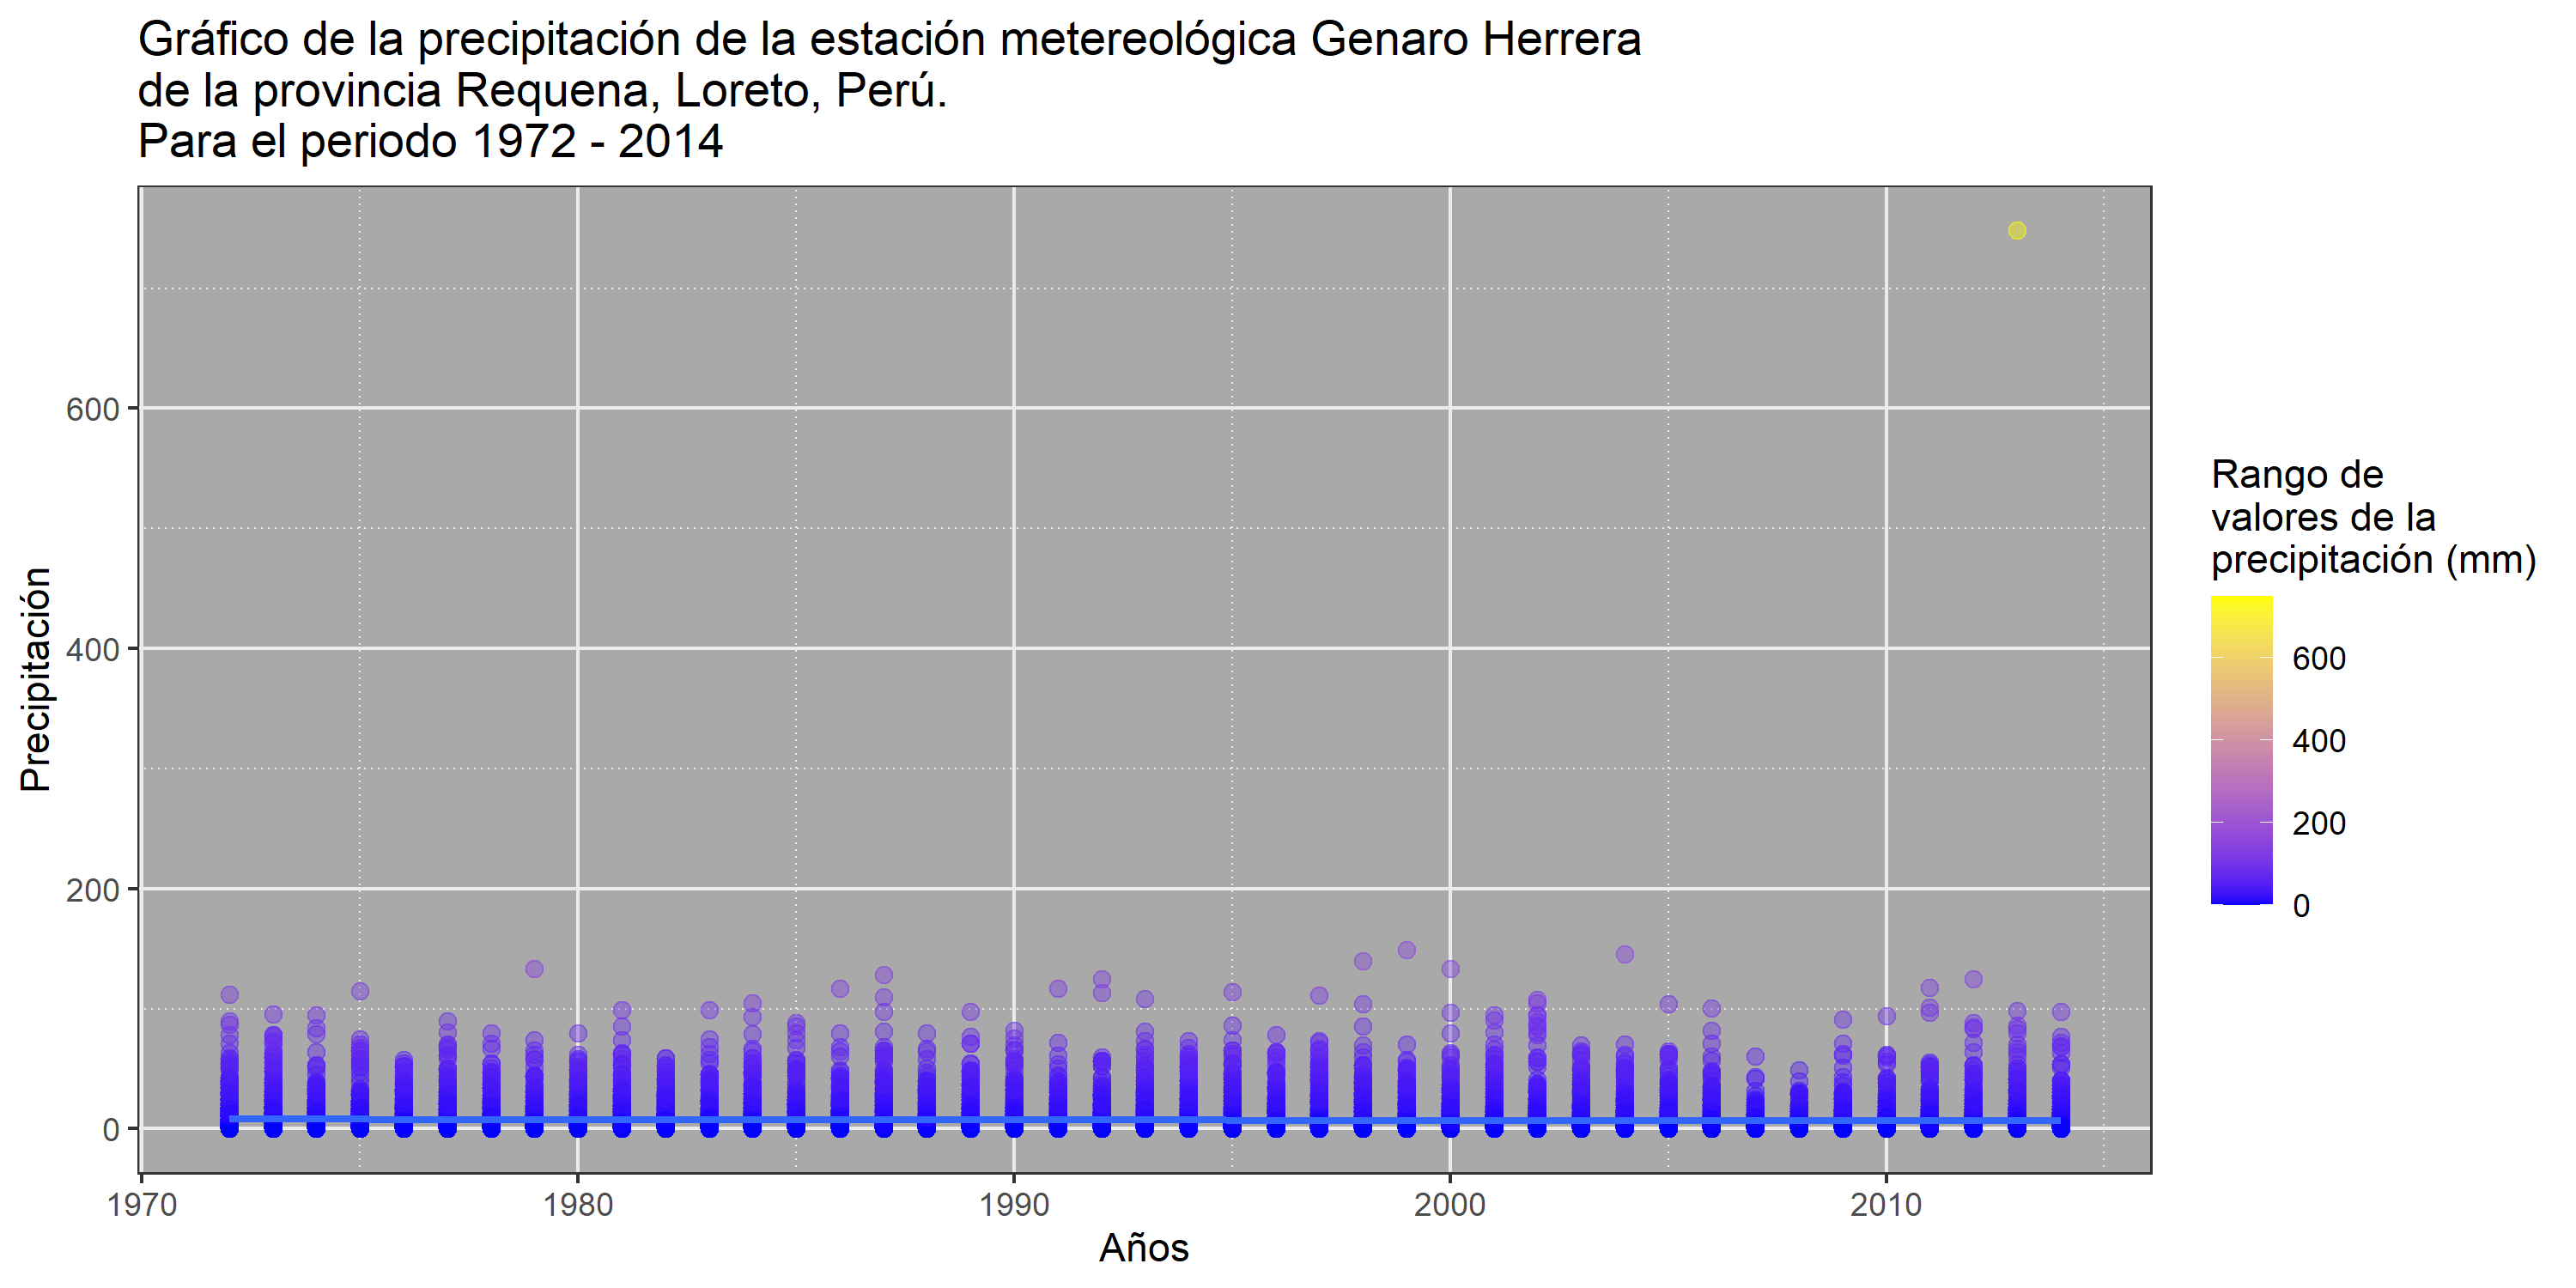 Gráfico de la precipitación de la estación metereológica Genaro Herrera
de la provincia Requena, Loreto, Perú.
Para el periodo 1972 - 2014
Precipitación
600
400
200
0
1970
1980
1990
2000
2010
Años
Rango de
valores de la
precipitación (mm)
600
400
200
0